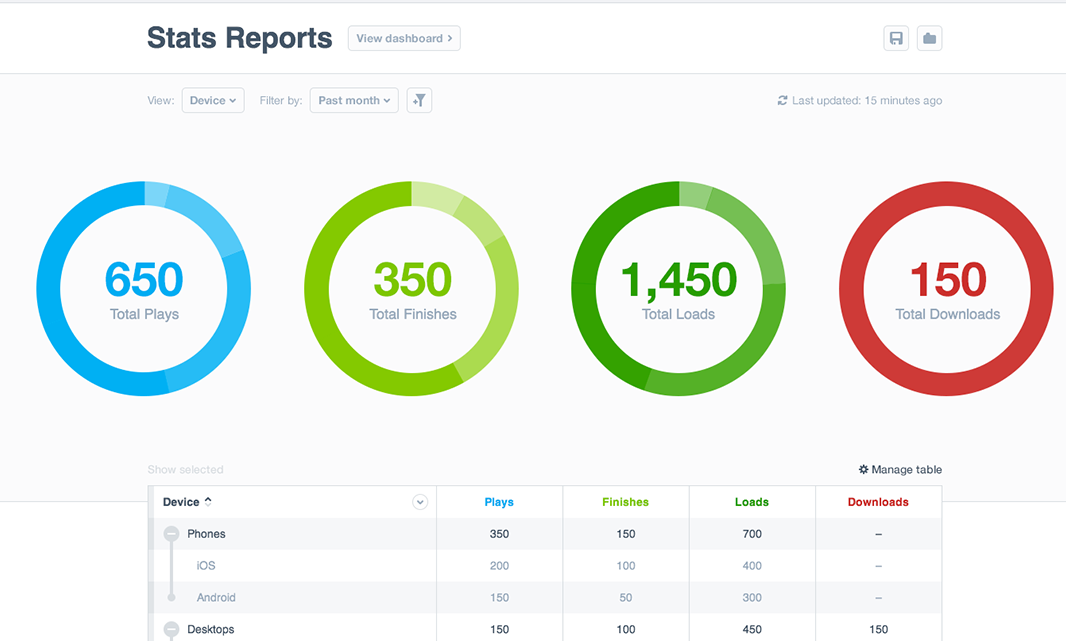 Stats Reports
View dashboard
View: Device Filter by: Past month
Last updated: 15 minutes ago
650
Total Plays
350
Total Finishes
1,450
Total Loads
150
Total Downloads
Show selected
Manage table
Device Plays Finishes Loads Downloads
Phones 350 150 700 –
iOS 200 100 400 –
Android 150 50 300 –
Desktops 150 100 450 150